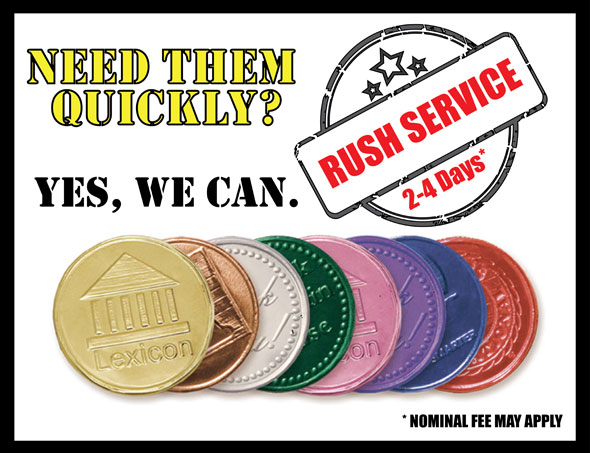 NEED THEM
QUICKLY?
YES, WE CAN.
RUSH SERVICE
2-4 Days*
Lexicon
* NOMINAL FEE MAY APPLY